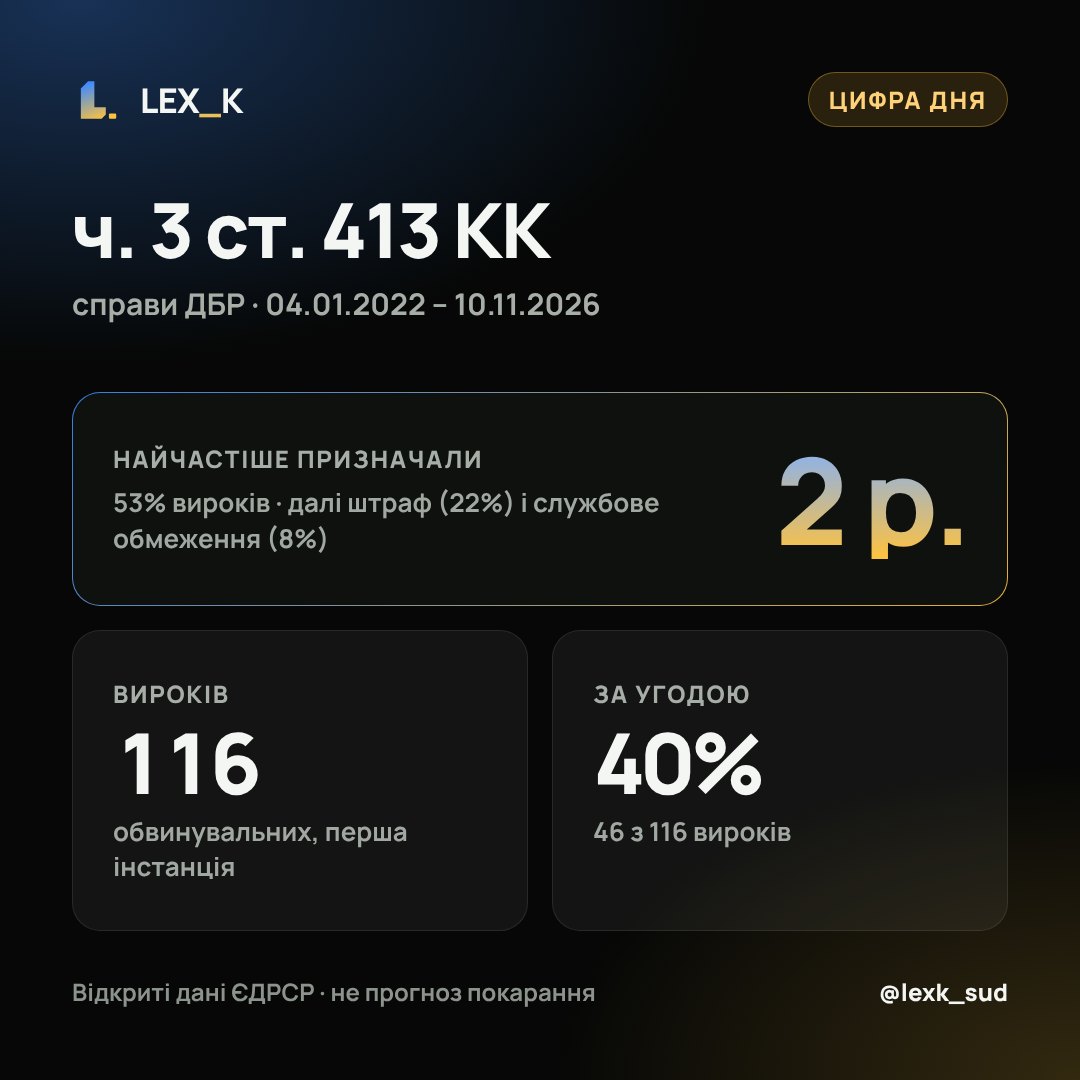 L. LEX_K
ЦИФРА ДНЯ
ч. 3 ст. 413 КК
справи ДБР · 04.01.2022 – 10.11.2026
НАЙЧАСТІШЕ ПРИЗНАЧАЛИ
53% вироків · далі штраф (22%) і службове
обмеження (8%)
2 р.
ВИРОКІВ
116
обвинувальних, перша
інстанція
ЗА УГОДОЮ
40%
46 з 116 вироків
Відкриті дані ЄДРСР · не прогноз покарання
@lexk_sud